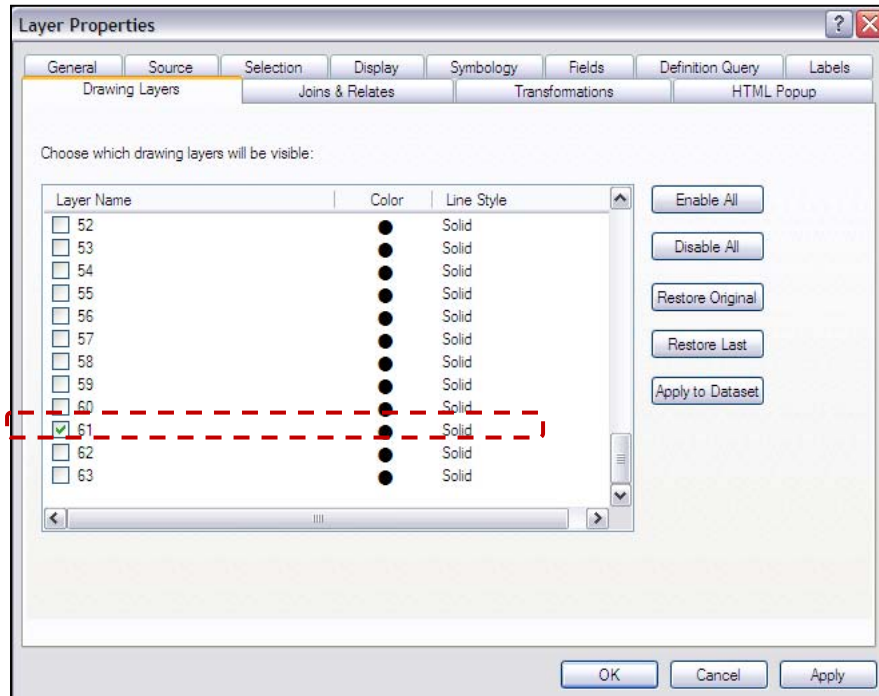 Layer Properties
General Source Selection Display Symbology Fields Definition Query Labels
Drawing Layers Joins & Relates Transformations HTML Popup
Choose which drawing layers will be visible:
Layer Name Color Line Style Enable All
52 Solid
53 Solid Disable All
54 Solid
55 Solid Restore Original
56 Solid
57 Solid Restore Last
58 Solid
59 Solid Apply to Dataset
60 Solid
61 Solid
62 Solid
63 Solid
OK Cancel Apply